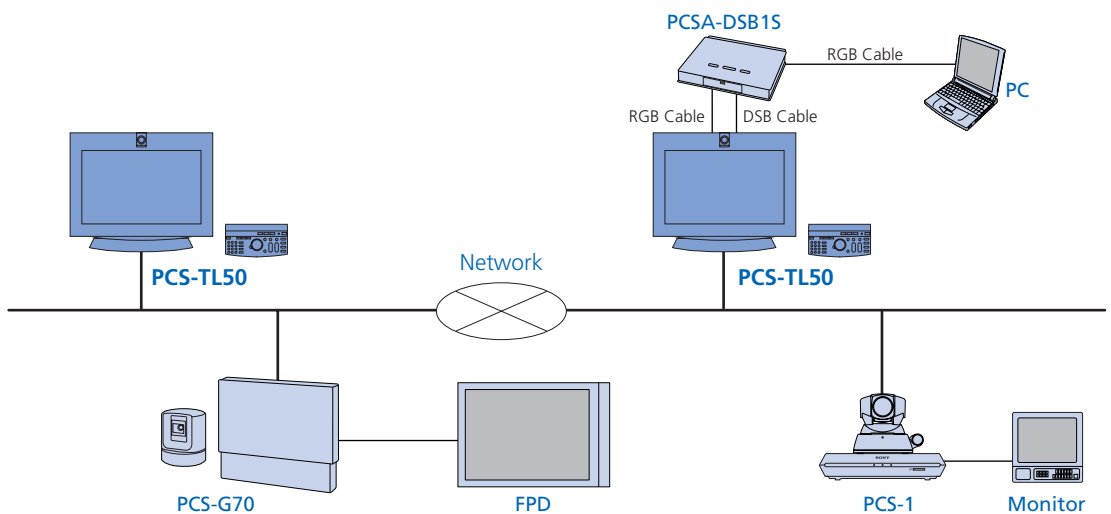 PCSA-DSB1S
RGB Cable
PC
RGB Cable
DSB Cable
PCS-TL50
Network
PCS-TL50
SONY
PCS-G70
FPD
PCS-1
Monitor